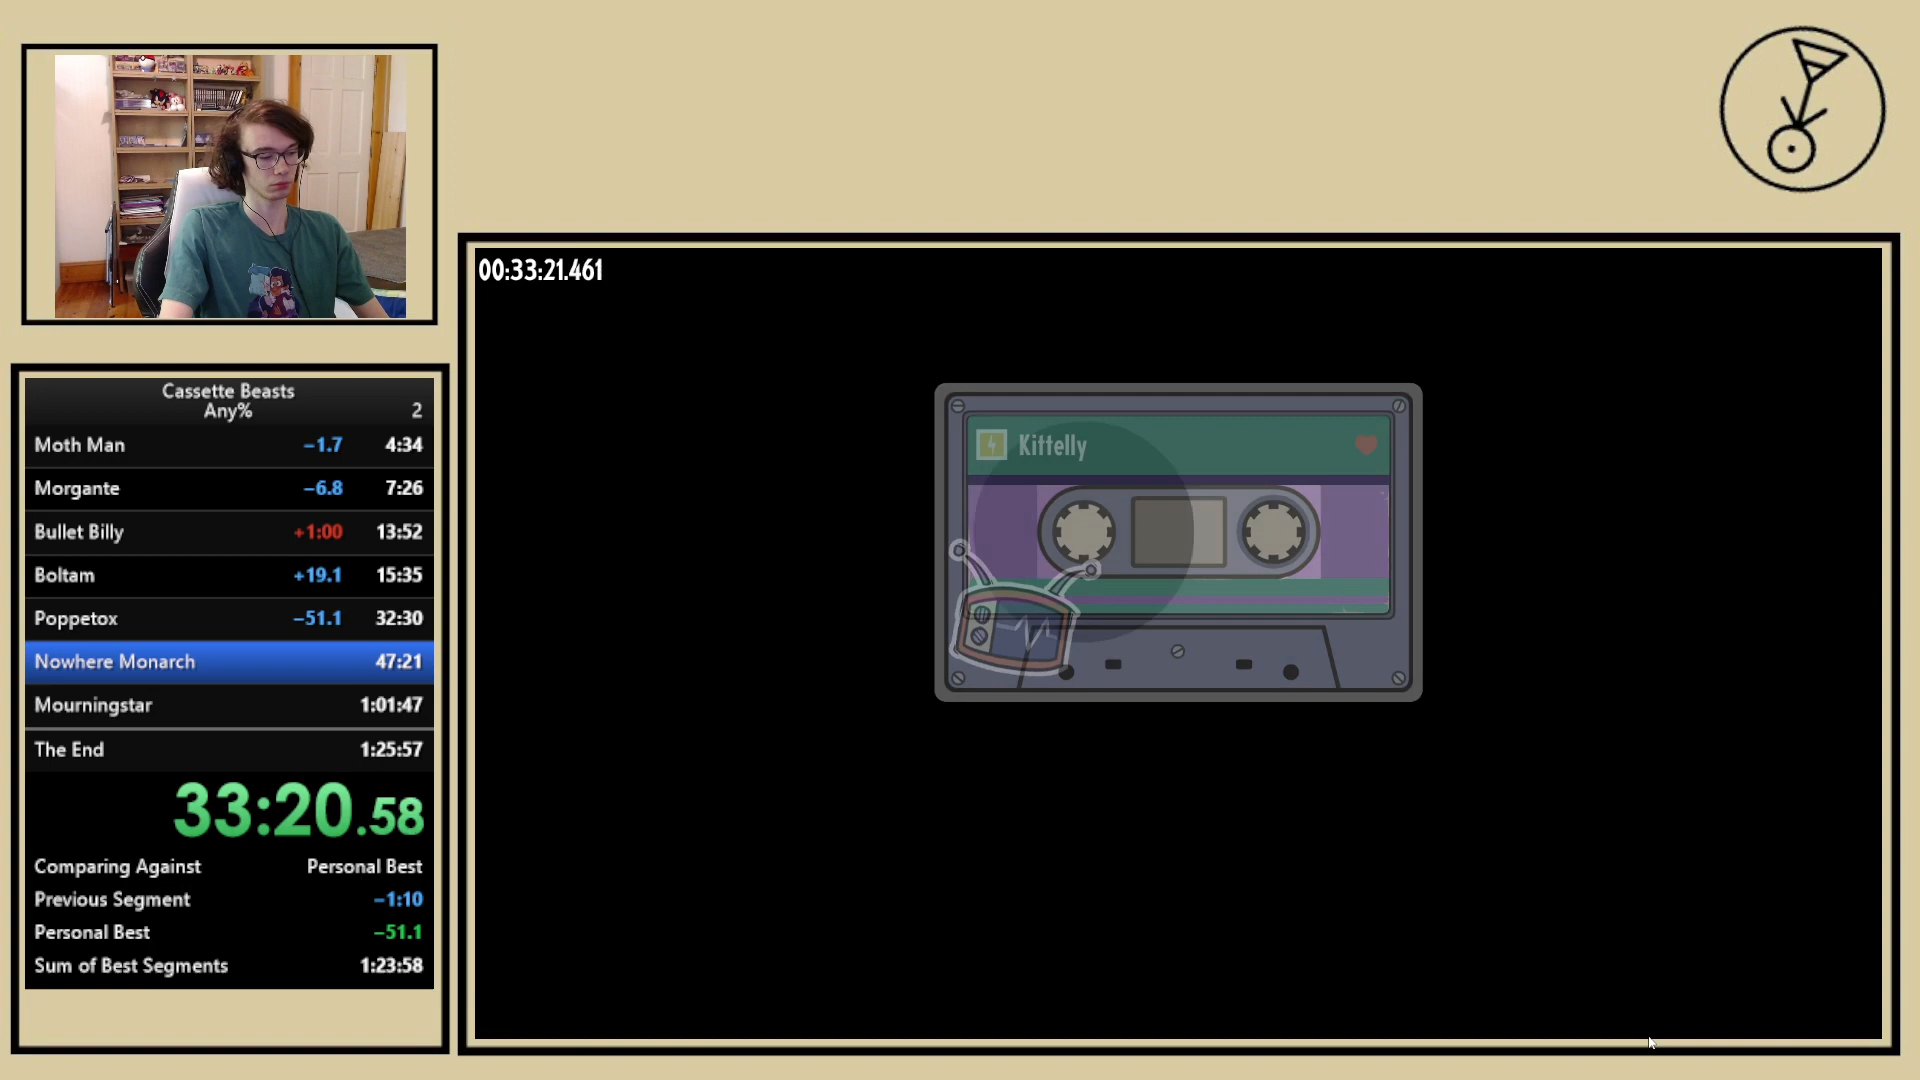 00:33:21.461
Kittelly
Cassette Beasts
Any% 2
Moth Man −1.7 4:34
Morgante −6.8 7:26
Bullet Billy +1:00 13:52
Boltam +19.1 15:35
Poppetox −51.1 32:30
Nowhere Monarch 47:21
Mourningstar 1:01:47
The End 1:25:57
33:20.58
Comparing Against Personal Best
Previous Segment −1:10
Personal Best −51.1
Sum of Best Segments 1:23:58